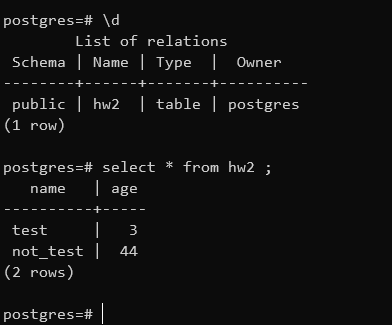 postgres=# \d
        List of relations
 Schema | Name | Type  |  Owner
--------+------+-------+----------
 public | hw2  | table | postgres
(1 row)

postgres=# select * from hw2 ;
   name   | age
----------+-----
 test     |   3
 not_test |  44
(2 rows)

postgres=#